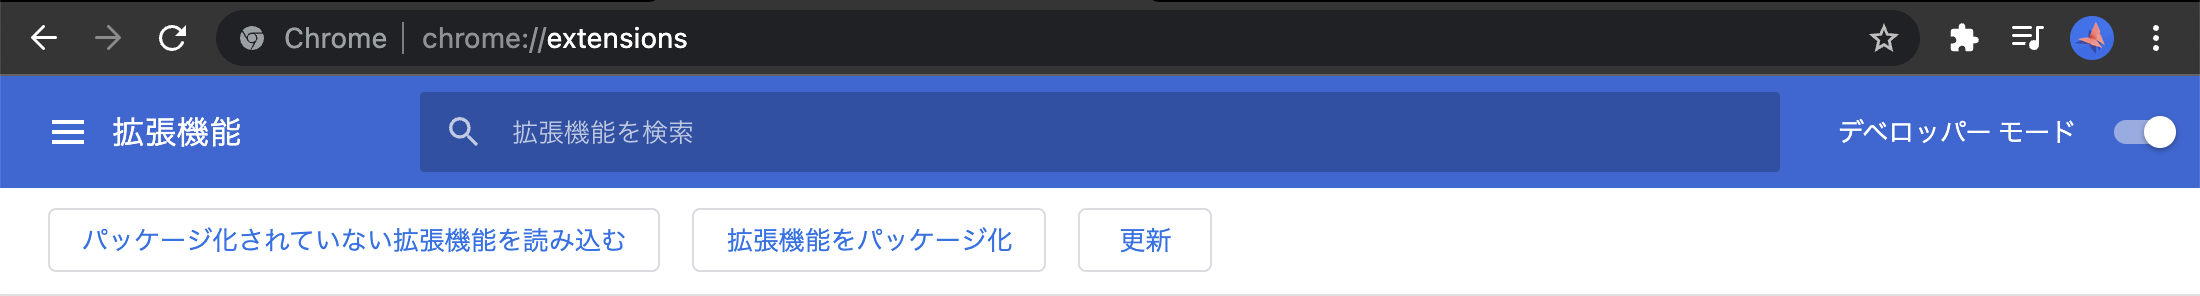 Chrome | chrome://extensions
拡張機能
拡張機能を検索
デベロッパー モード
パッケージ化されていない拡張機能を読み込む
拡張機能をパッケージ化
更新